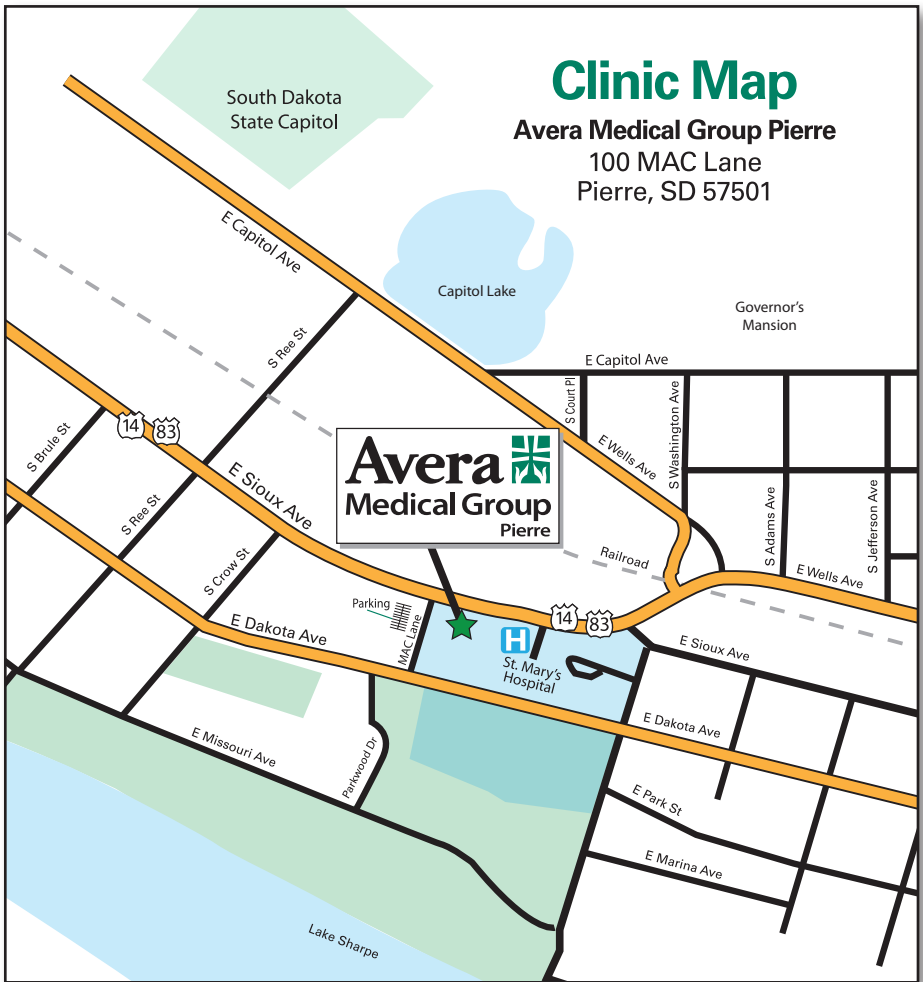 Clinic Map
Avera Medical Group Pierre
100 MAC Lane
Pierre, SD 57501
South Dakota
State Capitol
E Capitol Ave
Capitol Lake
Governor's
Mansion
E Capitol Ave
S Ree St
S Court Pl
S Washington Ave
E Wells Ave
14
83
S Brule St
Avera
Medical Group
Pierre
E Sioux Ave
S Ree St
S Adams Ave
S Jefferson Ave
Railroad
E Wells Ave
S Crow St
Parking
MAC Lane
14
83
H
St. Mary's
Hospital
E Dakota Ave
E Sioux Ave
E Dakota Ave
E Missouri Ave
Parkwood Dr
E Park St
E Marina Ave
Lake Sharpe